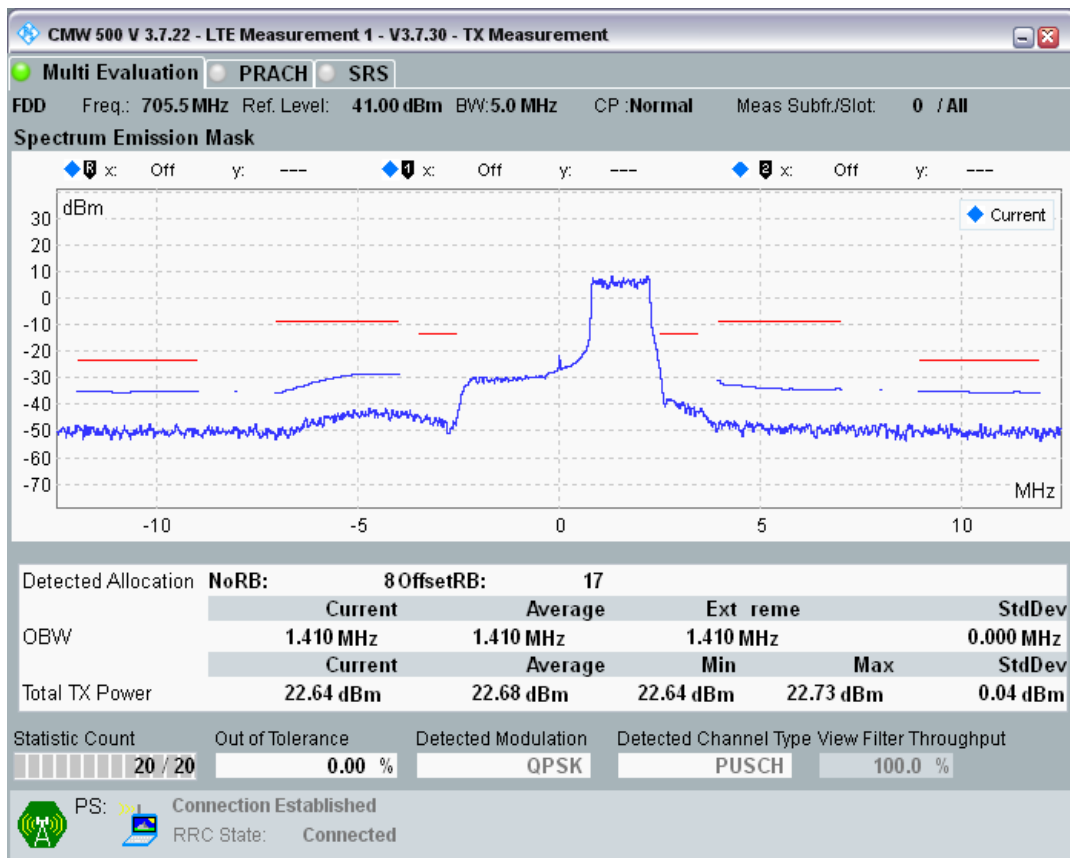 CMW 500 V 3.7.22 - LTE Measurement 1 - V3.7.30 - TX Measurement
Multi Evaluation PRACH SRS
FDD Freq.: 705.5 MHz Ref. Level: 41.00 dBm BW:5.0 MHz CP :Normal Meas Subfr./Slot: 0 / All
Spectrum Emission Mask
R x: Off y: --- 1 x: Off y: --- 2 x: Off y: ---
dBm
Current
30
20
10
0
-10
-20
-30
-40
-50
-60
-70
MHz
-10 -5 0 5 10
Detected Allocation NoRB: 8 OffsetRB: 17
Current Average Ext reme StdDev
OBW 1.410 MHz 1.410 MHz 1.410 MHz 0.000 MHz
Current Average Min Max StdDev
Total TX Power 22.64 dBm 22.68 dBm 22.64 dBm 22.73 dBm 0.04 dBm
Statistic Count Out of Tolerance Detected Modulation Detected Channel Type View Filter Throughput
20 / 20 0.00 % QPSK PUSCH 100.0 %
PS: Connection Established
RRC State: Connected